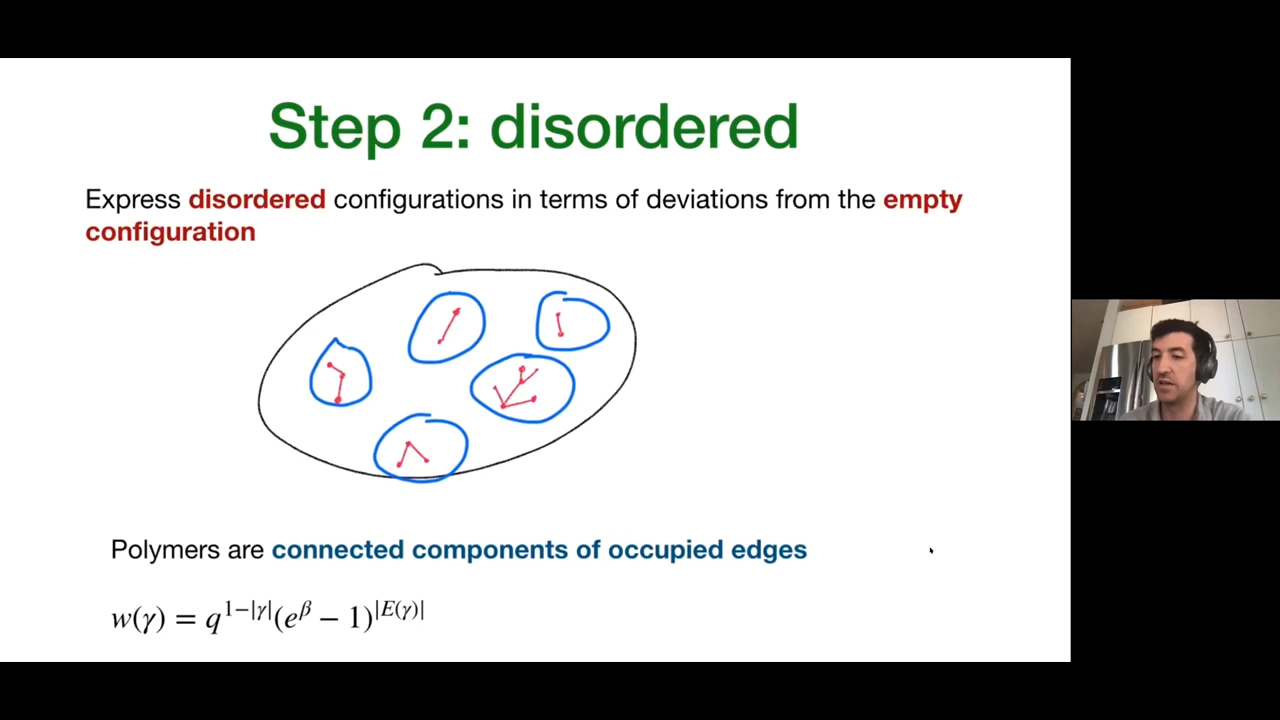 Step 2: disordered
Express disordered configurations in terms of deviations from the empty
configuration
Polymers are connected components of occupied edges
w(γ) = q^{1−|γ|}(e^β − 1)^{|E(γ)|}